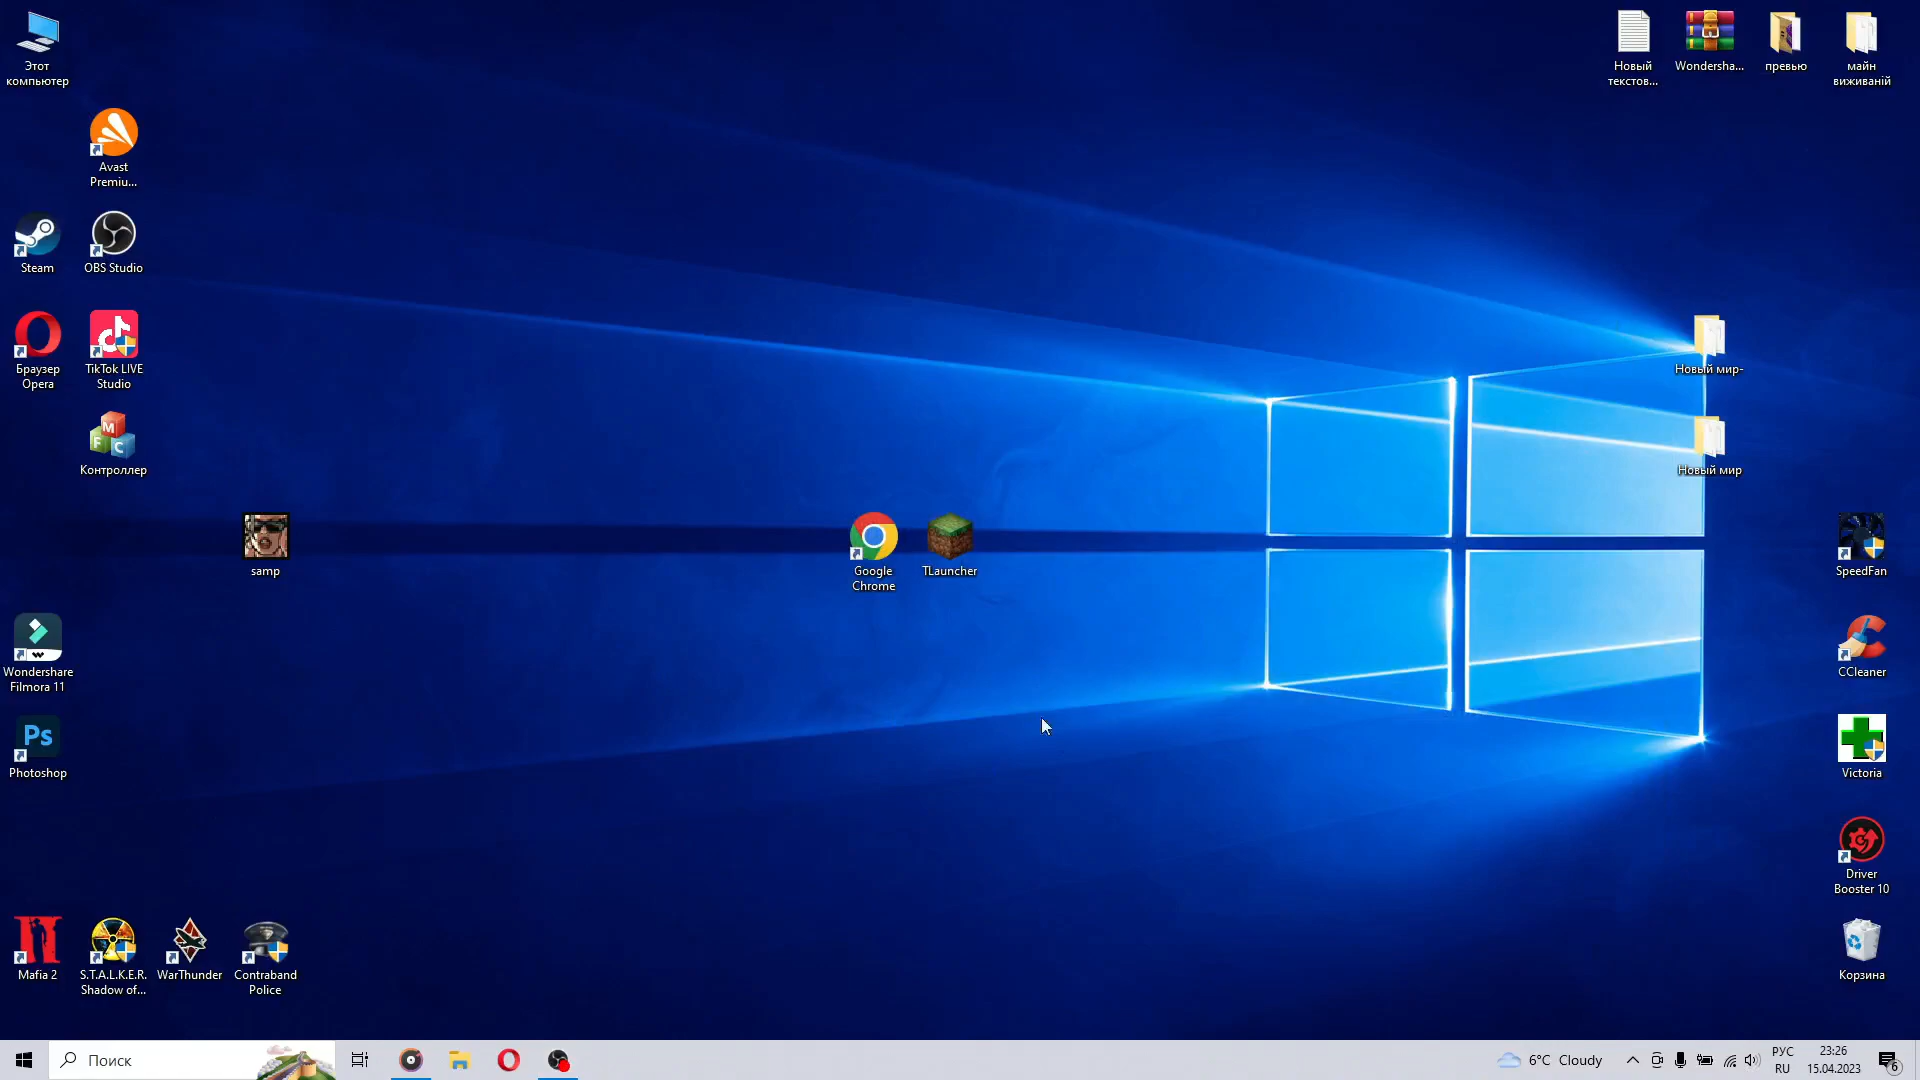 Этот
компьютер
Новый
текстов...
Wondersha...
превью
майн
виживаній
Avast
Premiu...
Steam
OBS Studio
Браузер
Opera
TikTok LIVE
Studio
Новый мир-
Контроллер
Новый мир
samp
Google
Chrome
TLauncher
SpeedFan
Wondershare
Filmora 11
CCleaner
Ps
Photoshop
Victoria
Driver
Booster 10
Mafia 2
S.T.A.L.K.E.R.
Shadow of...
WarThunder
Contraband
Police
Корзина
Поиск
6°C Cloudy
РУС
RU
23:26
15.04.2023
6